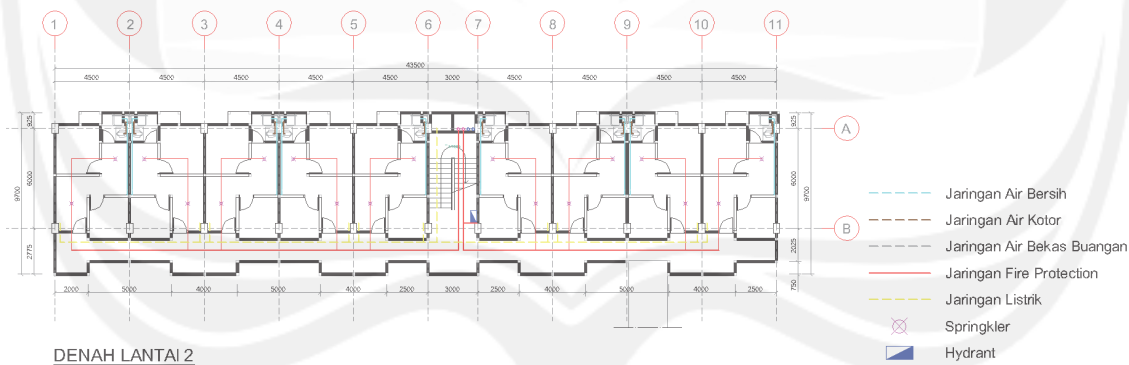 1 2 3 4 5 6 7 8 9 10 11
43500
4500 4500 4500 4500 4500 3000 4500 4500 4500 4500
925 925
A
6000 6000
9700 9700
B
2775 2025
750
2000 5000 4000 5000 4000 2500 3000 2500 4000 5000 4000 2500
Jaringan Air Bersih
Jaringan Air Kotor
Jaringan Air Bekas Buangan
Jaringan Fire Protection
Jaringan Listrik
Springkler
Hydrant
DENAH LANTAI 2